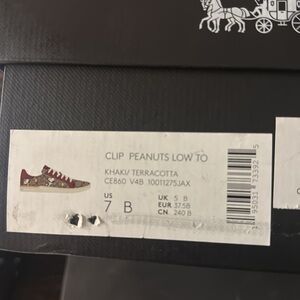 CLIP PEANUTS LOW TO
KHAKI/ TERRACOTTA
CE860 V4B 10011275JAX
US
7 B
UK 5 B
EUR 37.5B
CN. 240 B